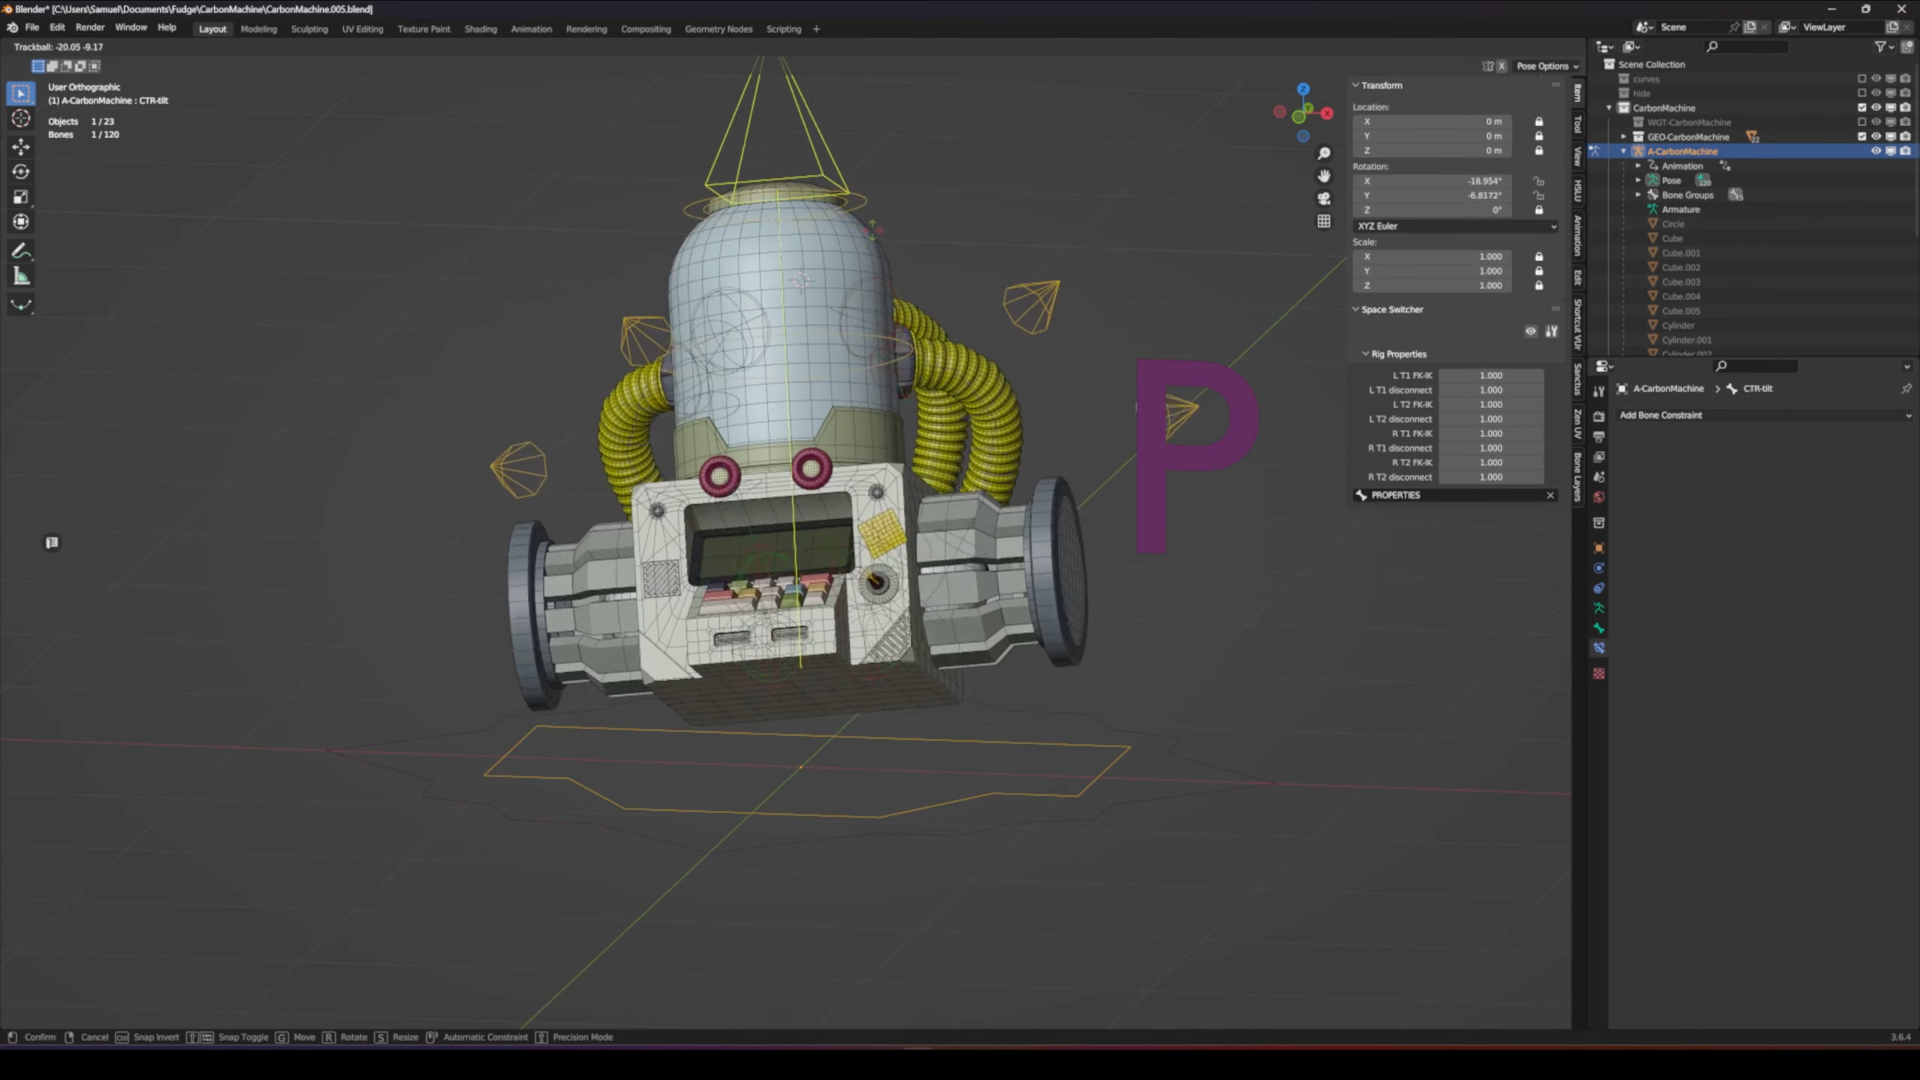 Blender* [C:\Users\Samuel\Documents\Fudge\CarbonMachine\CarbonMachine.005.blend]
File Edit Render Window Help Layout Modeling Sculpting UV Editing Texture Paint Shading Animation Rendering Compositing Geometry Nodes Scripting +
Scene
ViewLayer
Trackball: -20.05 -9.17
X Pose Options
User Orthographic
(1) A-CarbonMachine : CTR-tilt
Objects 1 / 23
Bones 1 / 120
Z
Y
X
P
Transform
Location:
X 0 m
Y 0 m
Z 0 m
Rotation:
X -18.954°
Y -6.8172°
Z 0°
XYZ Euler
Scale:
X 1.000
Y 1.000
Z 1.000
Space Switcher
Rig Properties
L T1 FK-IK 1.000
L T1 disconnect 1.000
L T2 FK-IK 1.000
L T2 disconnect 1.000
R T1 FK-IK 1.000
R T1 disconnect 1.000
R T2 FK-IK 1.000
R T2 disconnect 1.000
PROPERTIES
Item
Tool
View
HSLU
Animation
Edit
Shortcut VUr
Sanctus
Zen UV
Bone Layers
Scene Collection
curves
hide
CarbonMachine
WGT-CarbonMachine
GEO-CarbonMachine 22
A-CarbonMachine
Animation
Pose 120
Bone Groups
Armature
Circle
Cube
Cube.001
Cube.002
Cube.003
Cube.004
Cube.005
Cylinder
Cylinder.001
Cylinder.002
A-CarbonMachine > CTR-tilt
Add Bone Constraint
Confirm Cancel Ctrl Snap Invert Snap Toggle G Move R Rotate S Resize Automatic Constraint Precision Mode
3.6.4